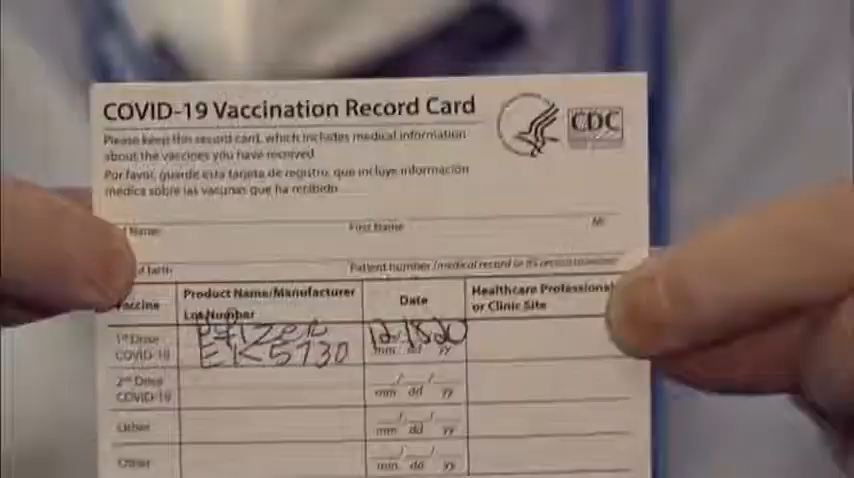 COVID-19 Vaccination Record Card
CDC
Please keep this record card, which includes medical information
about the vaccines you have received.
Por favor, guarde esta tarjeta de registro, que incluye información
médica sobre las vacunas que ha recibido.
Name
First Name
MI
Patient number (medical record or IIS record number)
Vaccine
Product Name/Manufacturer
Lot Number
Date
Healthcare Professional
or Clinic Site
1st Dose
COVID-19
Pfizer
EK5730
12/18/20
mm dd yy
2nd Dose
COVID-19
mm dd yy
Other
mm dd yy
Other
mm dd yy